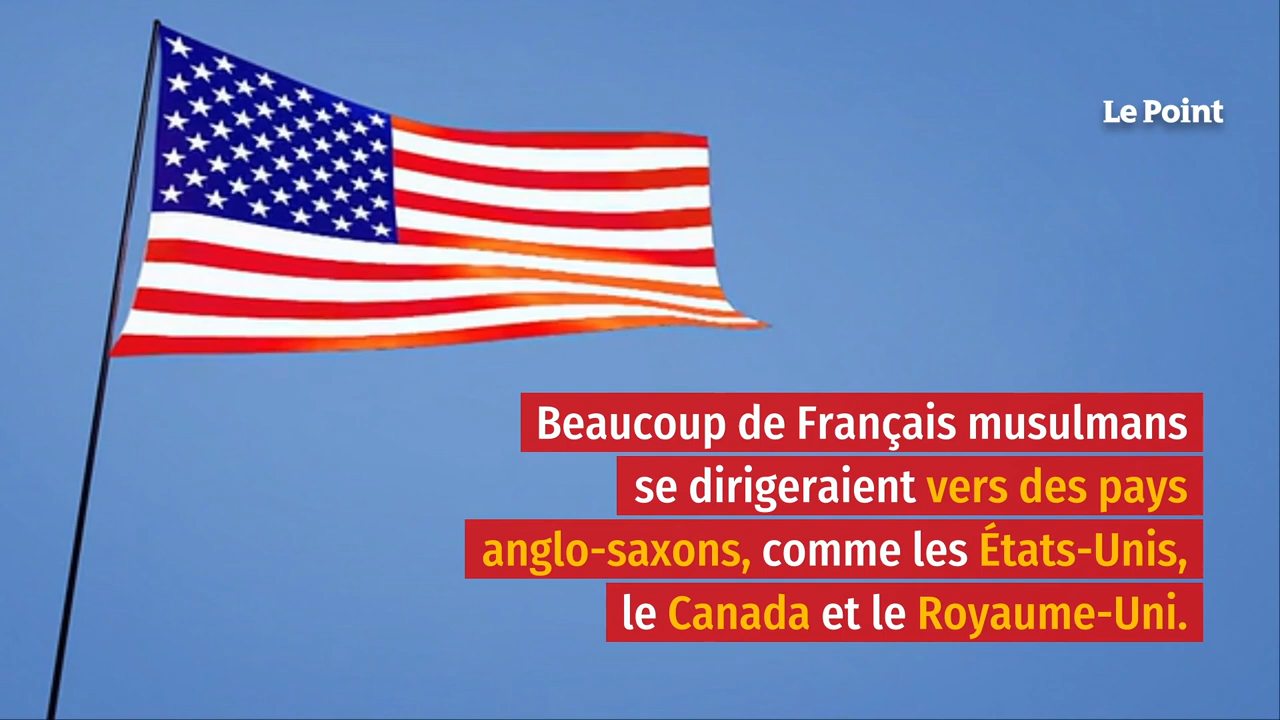 Le Point
Beaucoup de Français musulmans
se dirigeraient vers des pays
anglo-saxons, comme les États-Unis,
le Canada et le Royaume-Uni.